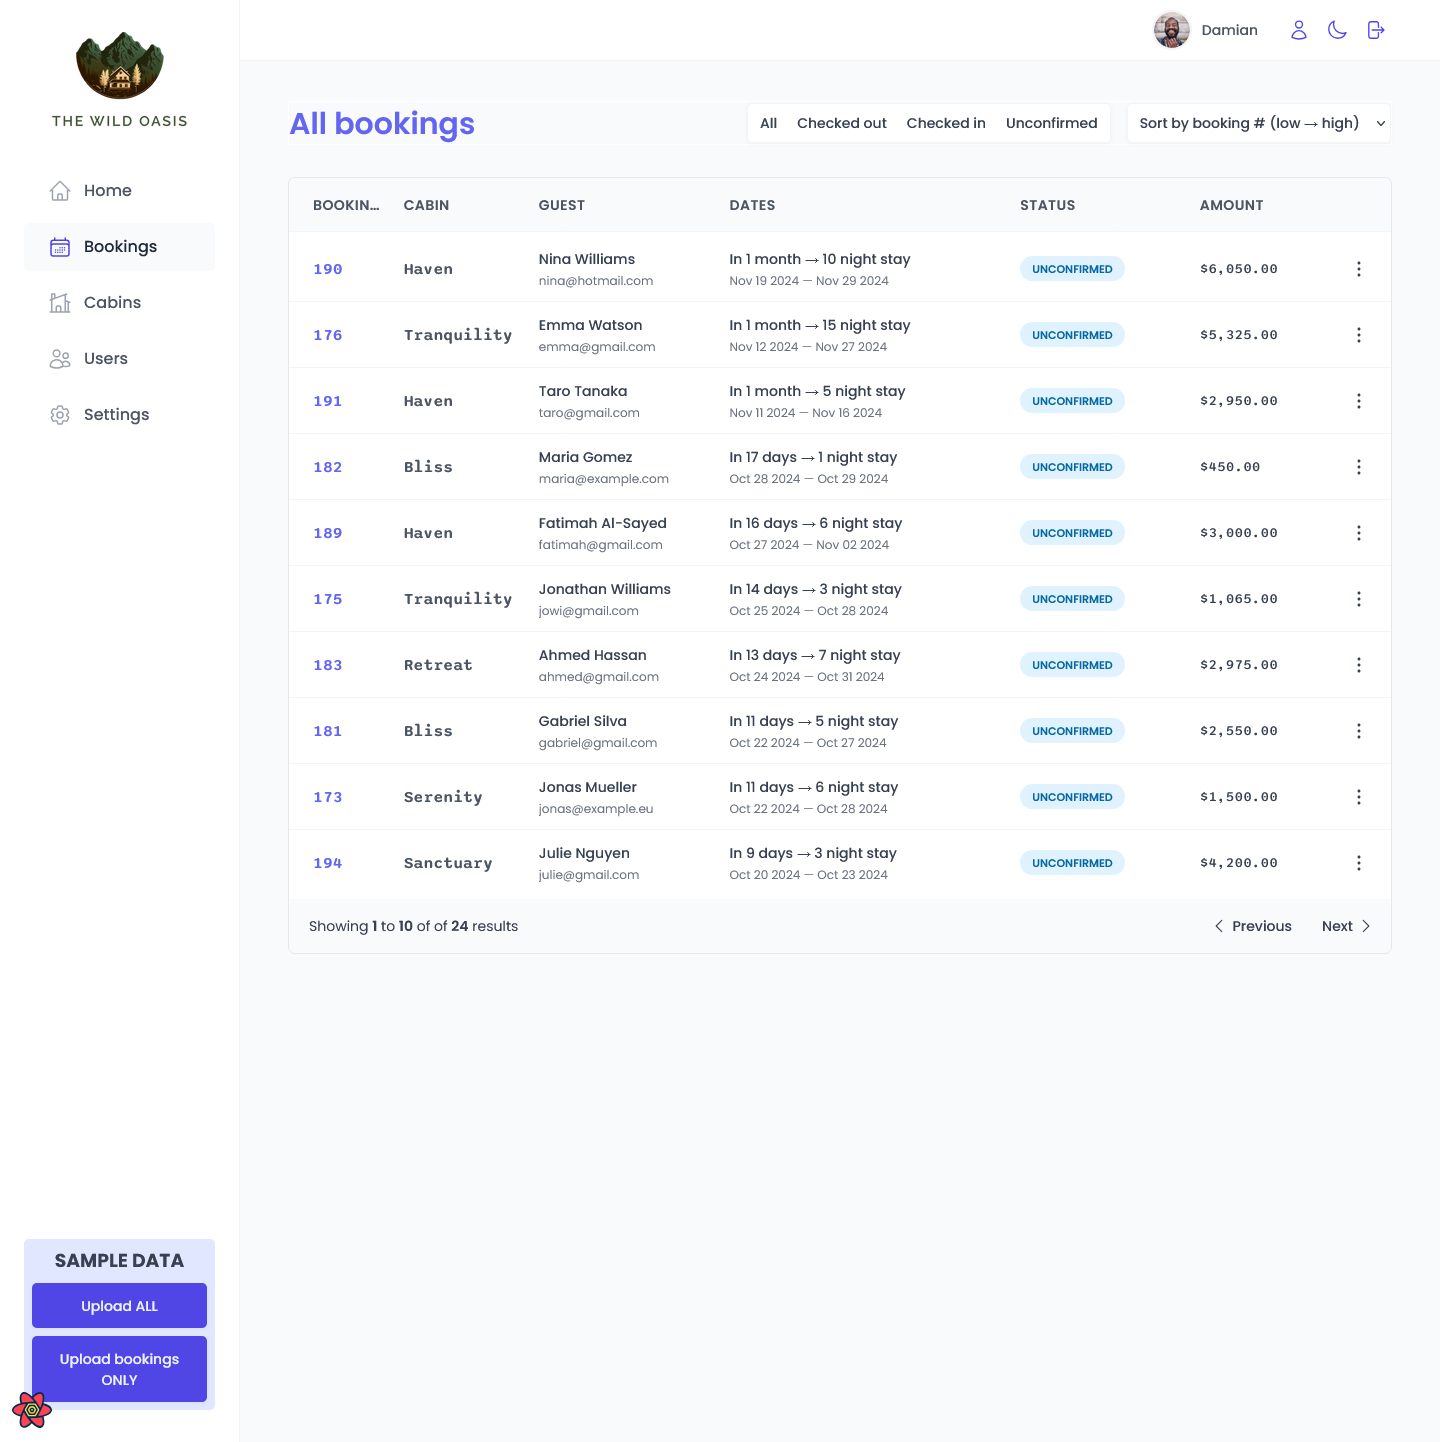 THE WILD OASIS
Home
Bookings
Cabins
Users
Settings
SAMPLE DATA
Upload ALL
Upload bookings
ONLY
Damian
All bookings
All Checked out Checked in Unconfirmed
Sort by booking # (low → high)
BOOKIN... CABIN GUEST DATES STATUS AMOUNT
190 Haven Nina Williams In 1 month → 10 night stay UNCONFIRMED $6,050.00
nina@hotmail.com Nov 19 2024 — Nov 29 2024
176 Tranquility Emma Watson In 1 month → 15 night stay UNCONFIRMED $5,325.00
emma@gmail.com Nov 12 2024 — Nov 27 2024
191 Haven Taro Tanaka In 1 month → 5 night stay UNCONFIRMED $2,950.00
taro@gmail.com Nov 11 2024 — Nov 16 2024
182 Bliss Maria Gomez In 17 days → 1 night stay UNCONFIRMED $450.00
maria@example.com Oct 28 2024 — Oct 29 2024
189 Haven Fatimah Al-Sayed In 16 days → 6 night stay UNCONFIRMED $3,000.00
fatimah@gmail.com Oct 27 2024 — Nov 02 2024
175 Tranquility Jonathan Williams In 14 days → 3 night stay UNCONFIRMED $1,065.00
jowi@gmail.com Oct 25 2024 — Oct 28 2024
183 Retreat Ahmed Hassan In 13 days → 7 night stay UNCONFIRMED $2,975.00
ahmed@gmail.com Oct 24 2024 — Oct 31 2024
181 Bliss Gabriel Silva In 11 days → 5 night stay UNCONFIRMED $2,550.00
gabriel@gmail.com Oct 22 2024 — Oct 27 2024
173 Serenity Jonas Mueller In 11 days → 6 night stay UNCONFIRMED $1,500.00
jonas@example.eu Oct 22 2024 — Oct 28 2024
194 Sanctuary Julie Nguyen In 9 days → 3 night stay UNCONFIRMED $4,200.00
julie@gmail.com Oct 20 2024 — Oct 23 2024
Showing 1 to 10 of of 24 results
Previous Next